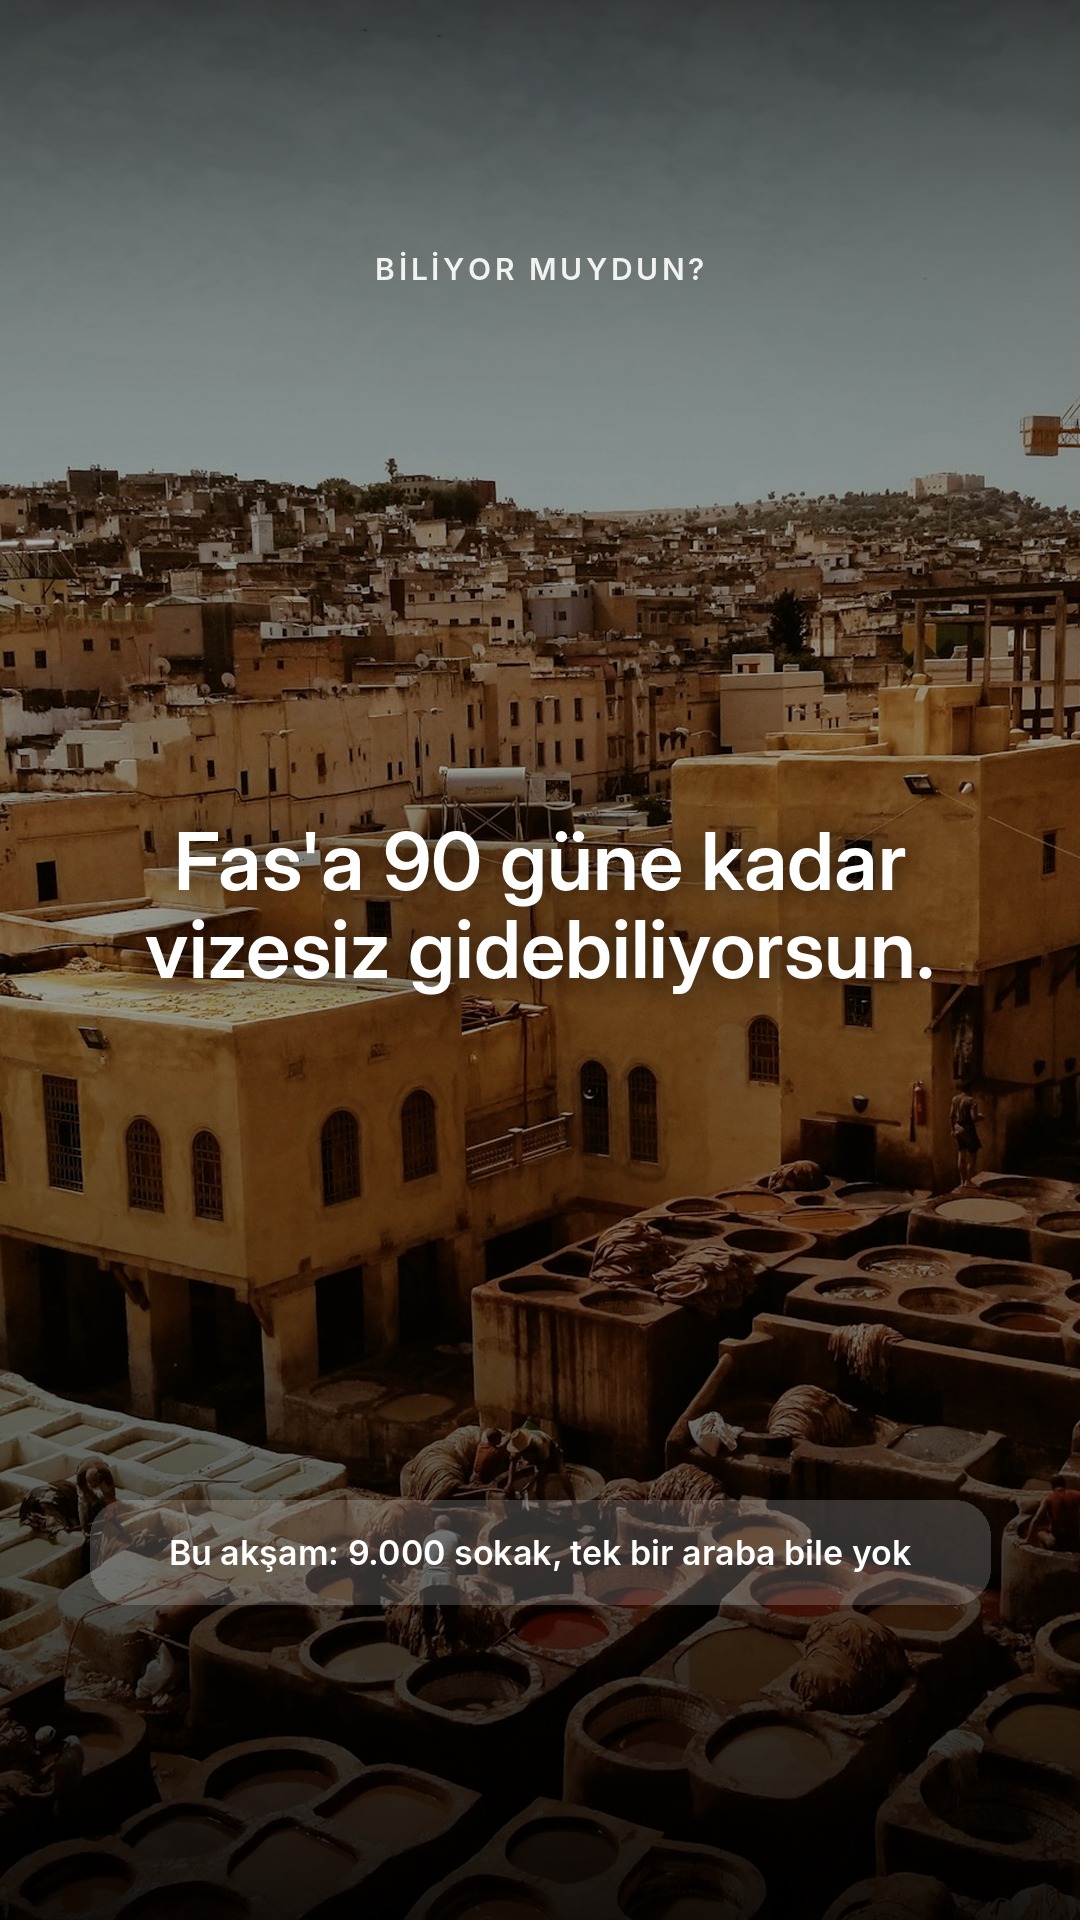 BİLİYOR MUYDUN?
Fas'a 90 güne kadar
vizesiz gidebiliyorsun.
Bu akşam: 9.000 sokak, tek bir araba bile yok